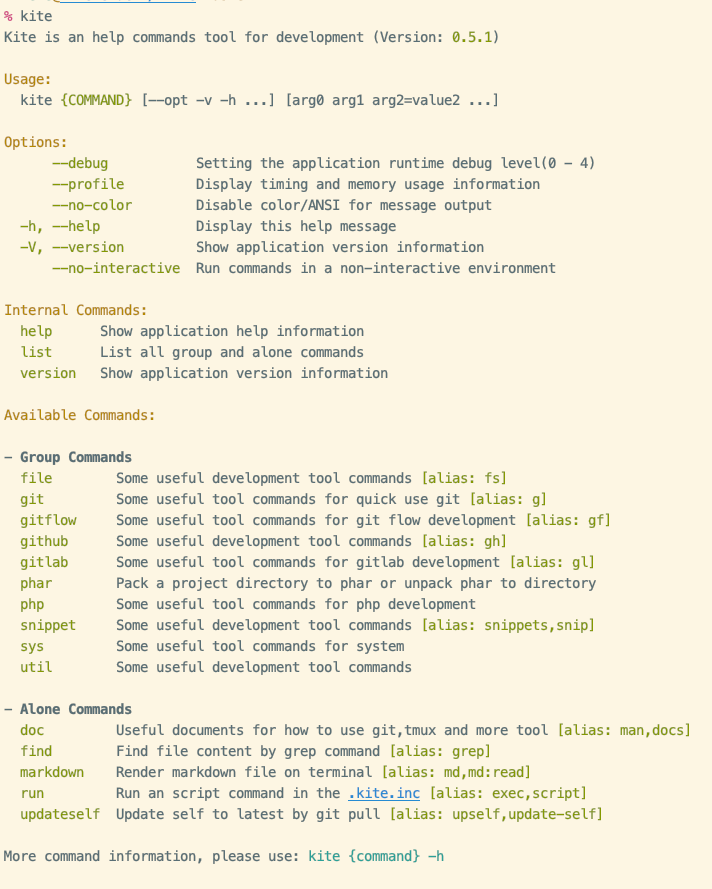 % kite
Kite is an help commands tool for development (Version: 0.5.1)
Usage:
kite {COMMAND} [--opt -v -h ...] [arg0 arg1 arg2=value2 ...]
Options:
--debug Setting the application runtime debug level(0 - 4)
--profile Display timing and memory usage information
--no-color Disable color/ANSI for message output
-h, --help Display this help message
-V, --version Show application version information
--no-interactive Run commands in a non-interactive environment
Internal Commands:
help Show application help information
list List all group and alone commands
version Show application version information
Available Commands:
- Group Commands
file Some useful development tool commands [alias: fs]
git Some useful tool commands for quick use git [alias: g]
gitflow Some useful tool commands for git flow development [alias: gf]
github Some useful development tool commands [alias: gh]
gitlab Some useful tool commands for gitlab development [alias: gl]
phar Pack a project directory to phar or unpack phar to directory
php Some useful tool commands for php development
snippet Some useful development tool commands [alias: snippets,snip]
sys Some useful tool commands for system
util Some useful development tool commands
- Alone Commands
doc Useful documents for how to use git,tmux and more tool [alias: man,docs]
find Find file content by grep command [alias: grep]
markdown Render markdown file on terminal [alias: md,md:read]
run Run an script command in the .kite.inc [alias: exec,script]
updateself Update self to latest by git pull [alias: upself,update-self]
More command information, please use: kite {command} -h